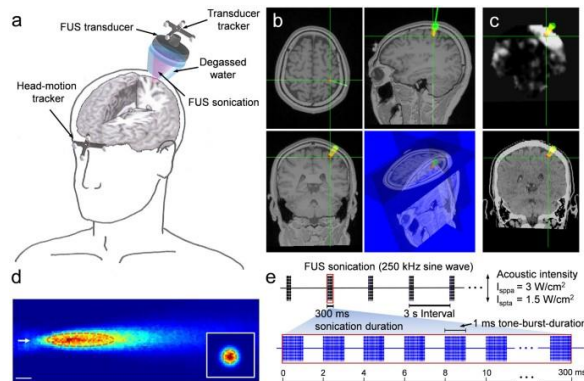 a
Transducer
tracker
FUS transducer
Degassed
water
Head-motion
tracker
FUS sonication
b
c
d
e
FUS sonication (250 kHz sine wave)
Acoustic intensity
Isppa = 3 W/cm²
Ispta = 1.5 W/cm²
300 ms
sonication duration
3 s Interval
1 ms tone-burst-duration
0
2
4
6
8
10
300 ms